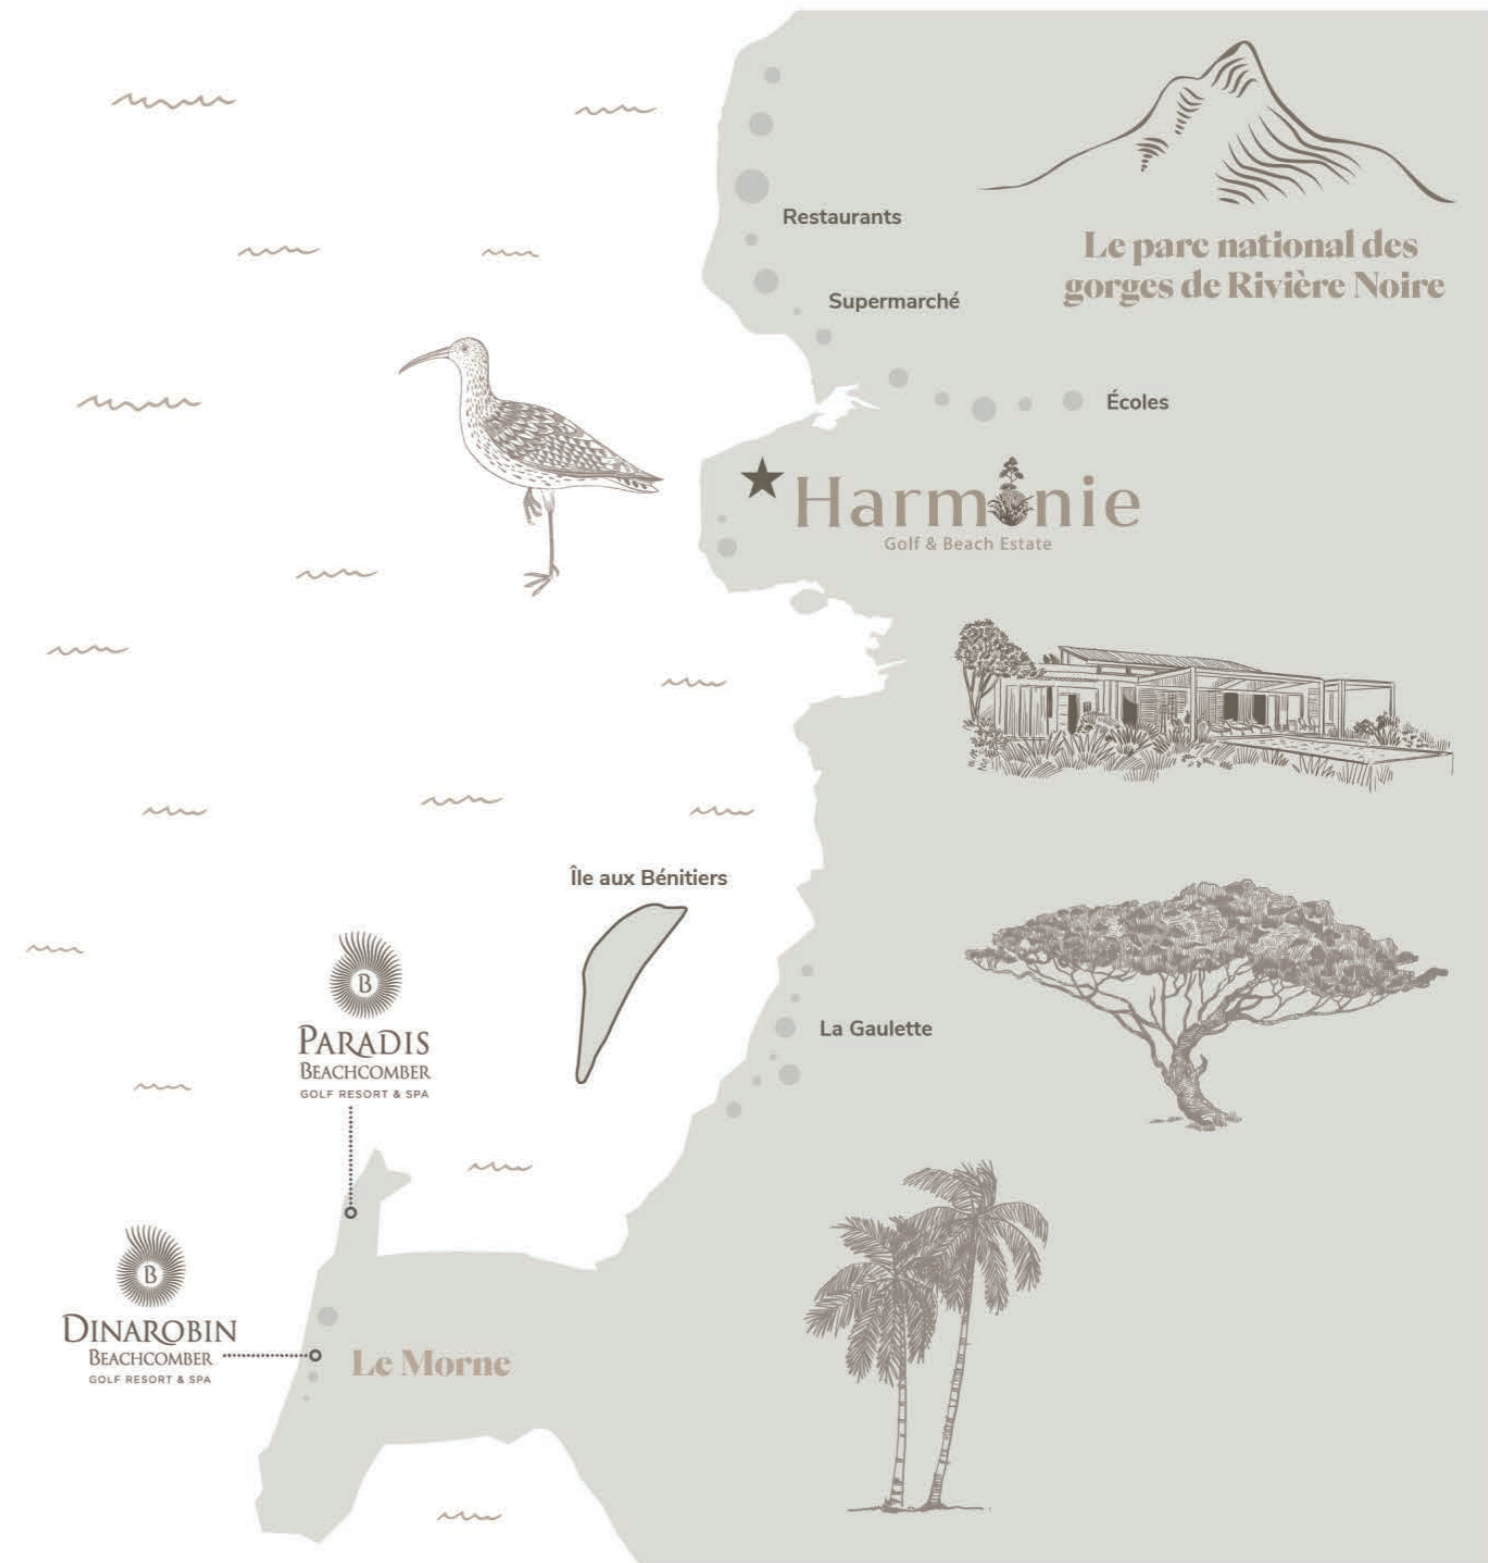 Restaurants
Le parc national des
gorges de Rivière Noire
Supermarché
Écoles
Harmonie
Golf & Beach Estate
Île aux Bénitiers
B
PARADIS
BEACHCOMBER
GOLF RESORT & SPA
La Gaulette
B
DINAROBIN
BEACHCOMBER
GOLF RESORT & SPA
Le Morne